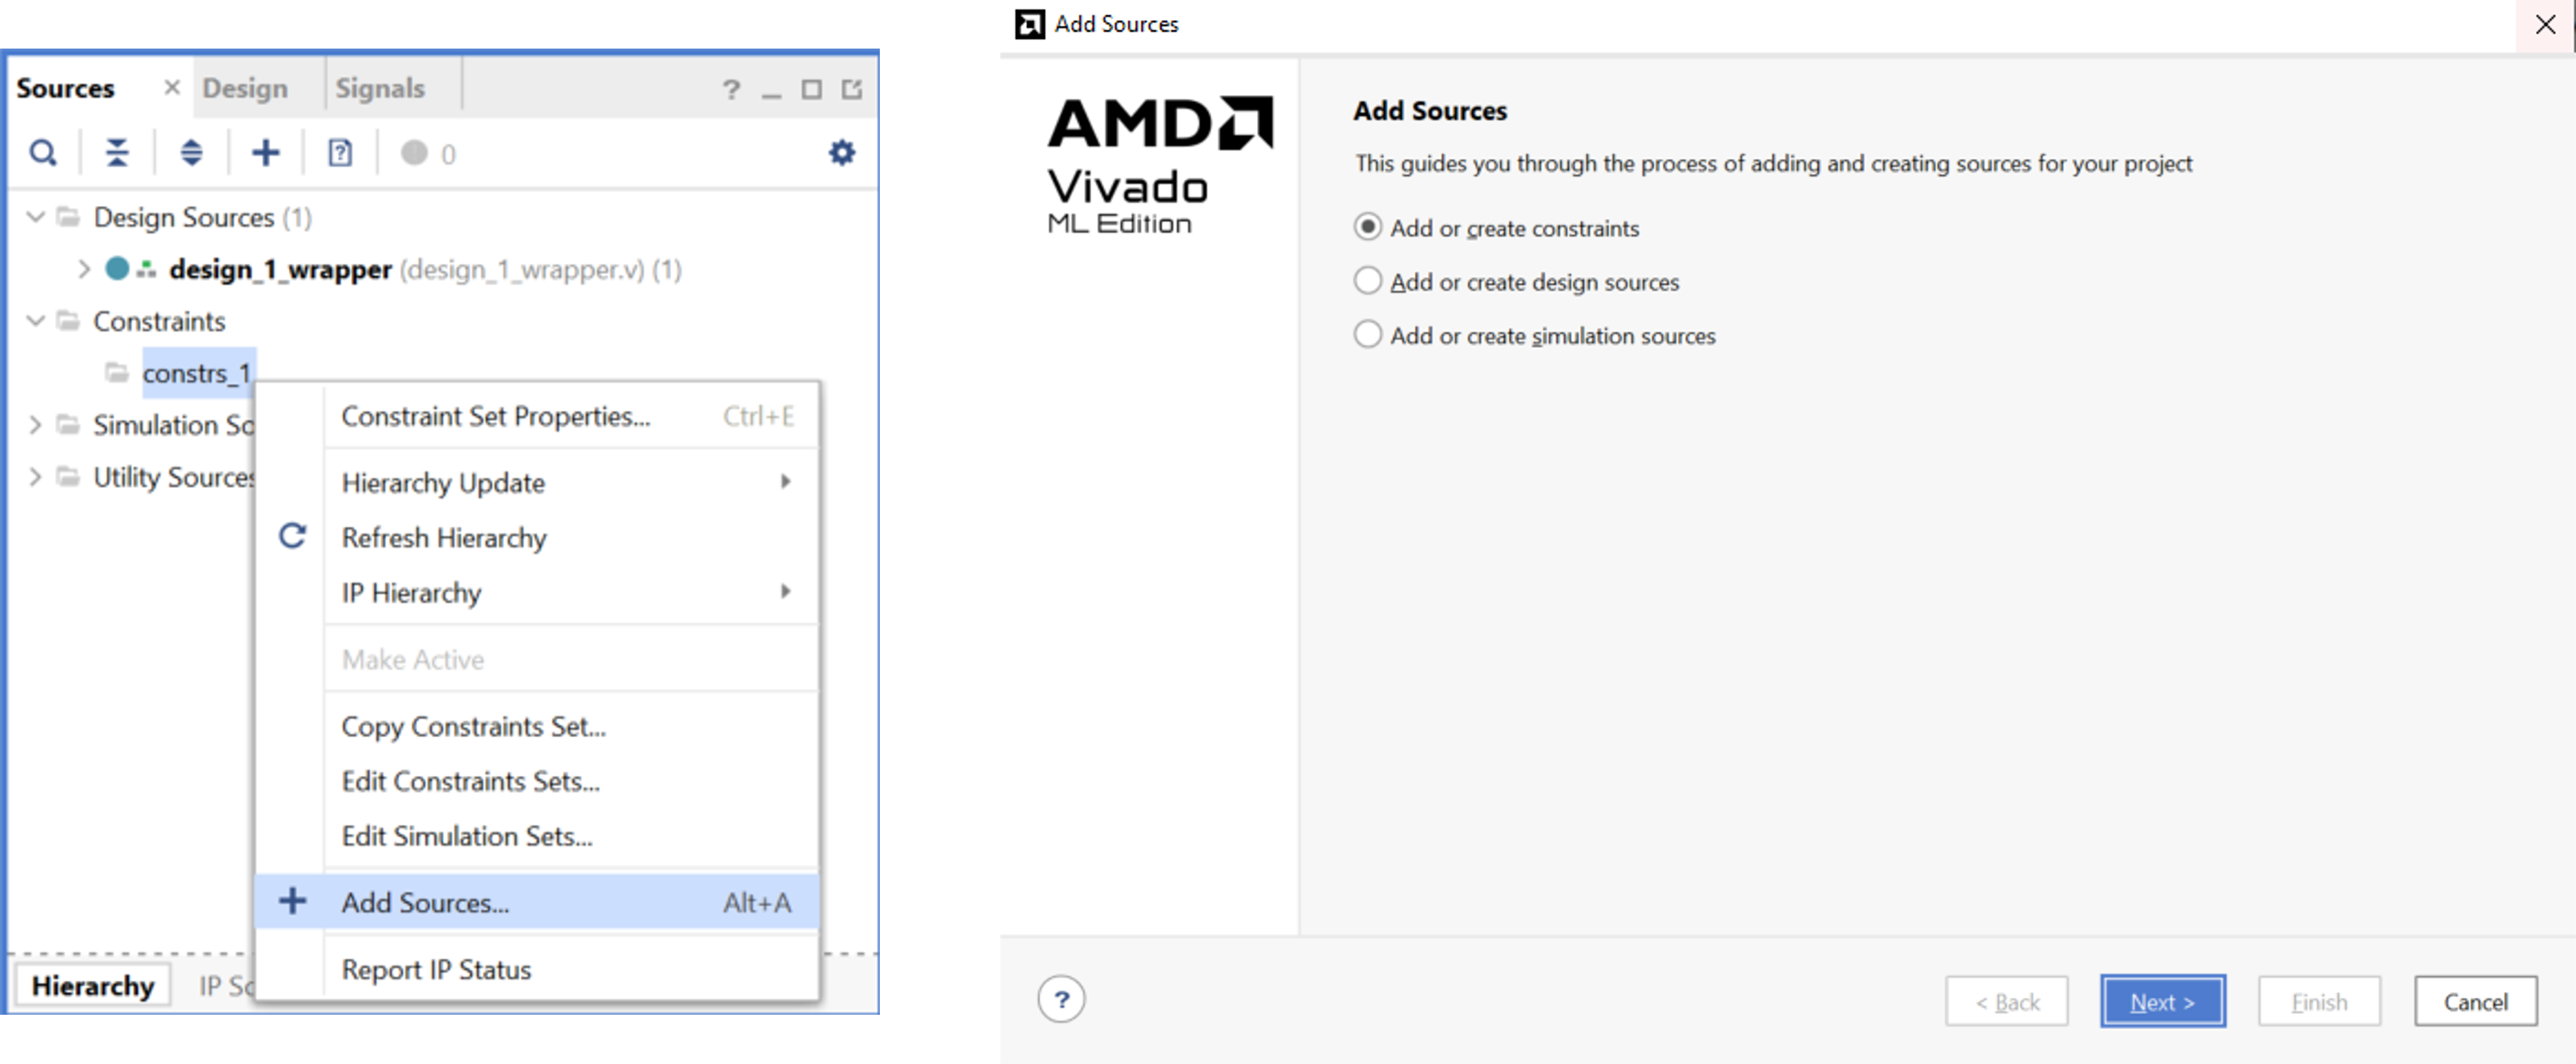 Sources × Design Signals ?
0
Design Sources (1)
design_1_wrapper (design_1_wrapper.v) (1)
Constraints
constrs_1
Simulation So
Utility Sources
Constraint Set Properties... Ctrl+E
Hierarchy Update
Refresh Hierarchy
IP Hierarchy
Make Active
Copy Constraints Set...
Edit Constraints Sets...
Edit Simulation Sets...
Add Sources... Alt+A
Report IP Status
Hierarchy IP So
Add Sources
AMD
Vivado
ML Edition
Add Sources
This guides you through the process of adding and creating sources for your project
Add or create constraints
Add or create design sources
Add or create simulation sources
? < Back Next > Finish Cancel